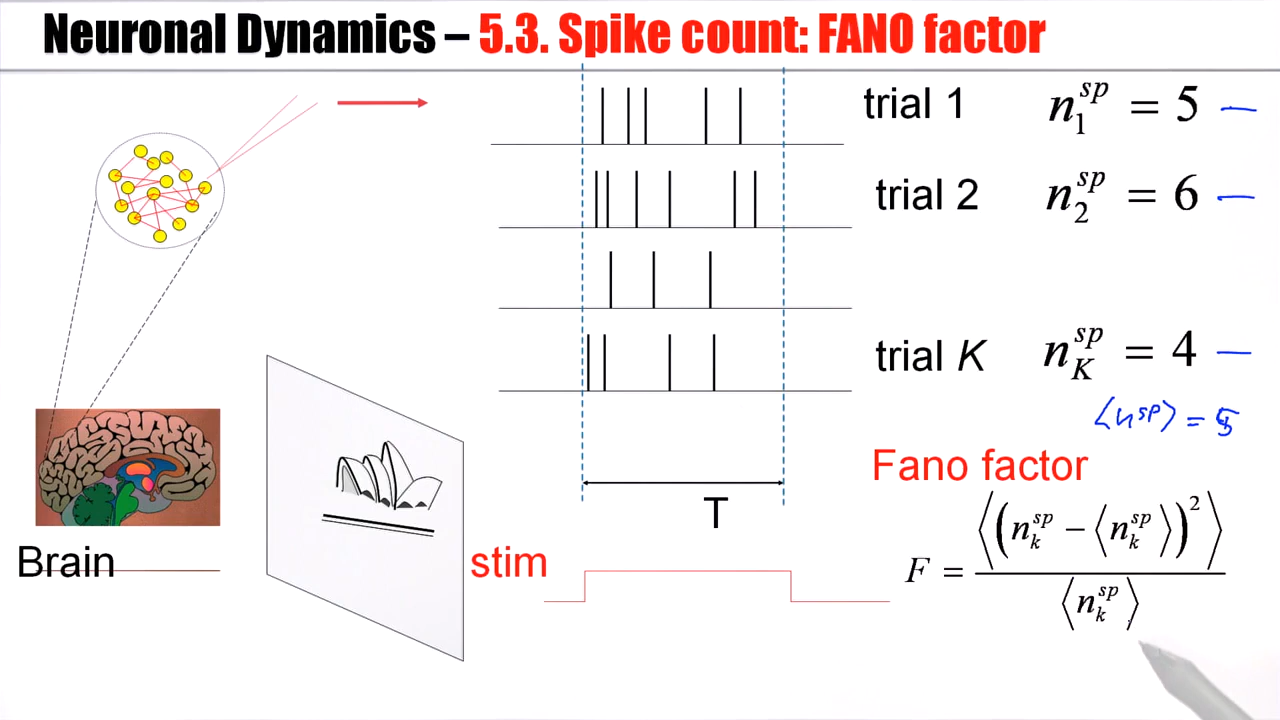 Neuronal Dynamics – 5.3. Spike count: FANO factor
trial 1 n_1^{sp} = 5 —
trial 2 n_2^{sp} = 6 —
trial K n_K^{sp} = 4 —
⟨n^{sp}⟩ = 5
Fano factor
T
F = ⟨(n_k^{sp} − ⟨n_k^{sp}⟩)^2⟩ / ⟨n_k^{sp}⟩
Brain
stim